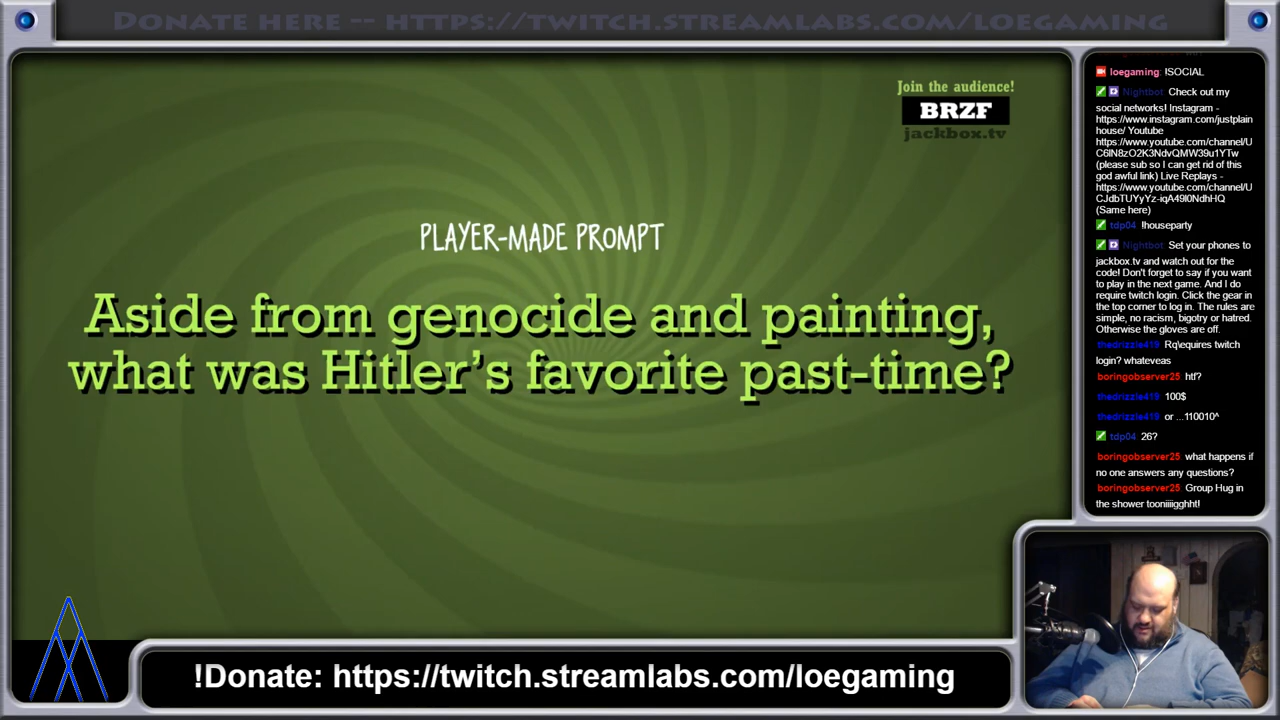 Donate here -- https://twitch.streamlabs.com/loegaming
Join the audience!
BRZF
jackbox.tv
PLAYER-MADE PROMPT
Aside from genocide and painting,
what was Hitler's favorite past-time?
!Donate: https://twitch.streamlabs.com/loegaming
loegaming: !SOCIAL
Nightbot: Check out my
social networks! Instagram -
https://www.instagram.com/justplain
house/ Youtube
https://www.youtube.com/channel/U
C6lN8zO2K3NdvQMW39u1YTw
(please sub so I can get rid of this
god awful link) Live Replays -
https://www.youtube.com/channel/U
CJdbTUYyYz-iqA49l0NdhHQ
(Same here)
tdp04: !houseparty
Nightbot: Set your phones to
jackbox.tv and watch out for the
code! Don't forget to say if you want
to play in the next game. And I do
require twitch login. Click the gear in
the top corner to log in. The rules are
simple, no racism, bigotry or hatred.
Otherwise the gloves are off.
thedrizzle419: Rq\equires twitch
login? whateveas
boringobserver25: htf?
thedrizzle419: 100$
thedrizzle419: or ...110010^
tdp04: 26?
boringobserver25: what happens if
no one answers any questions?
boringobserver25: Group Hug in
the shower tooniiiigghht!